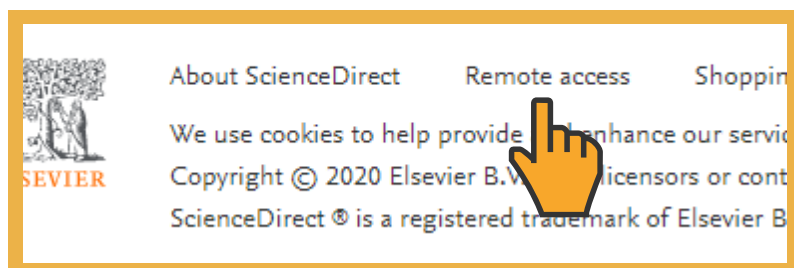 About ScienceDirect Remote access Shoppin
We use cookies to help provide enhance our servic
Copyright © 2020 Elsevier B.V. licensors or cont
ScienceDirect ® is a registered trademark of Elsevier B
SEVIER